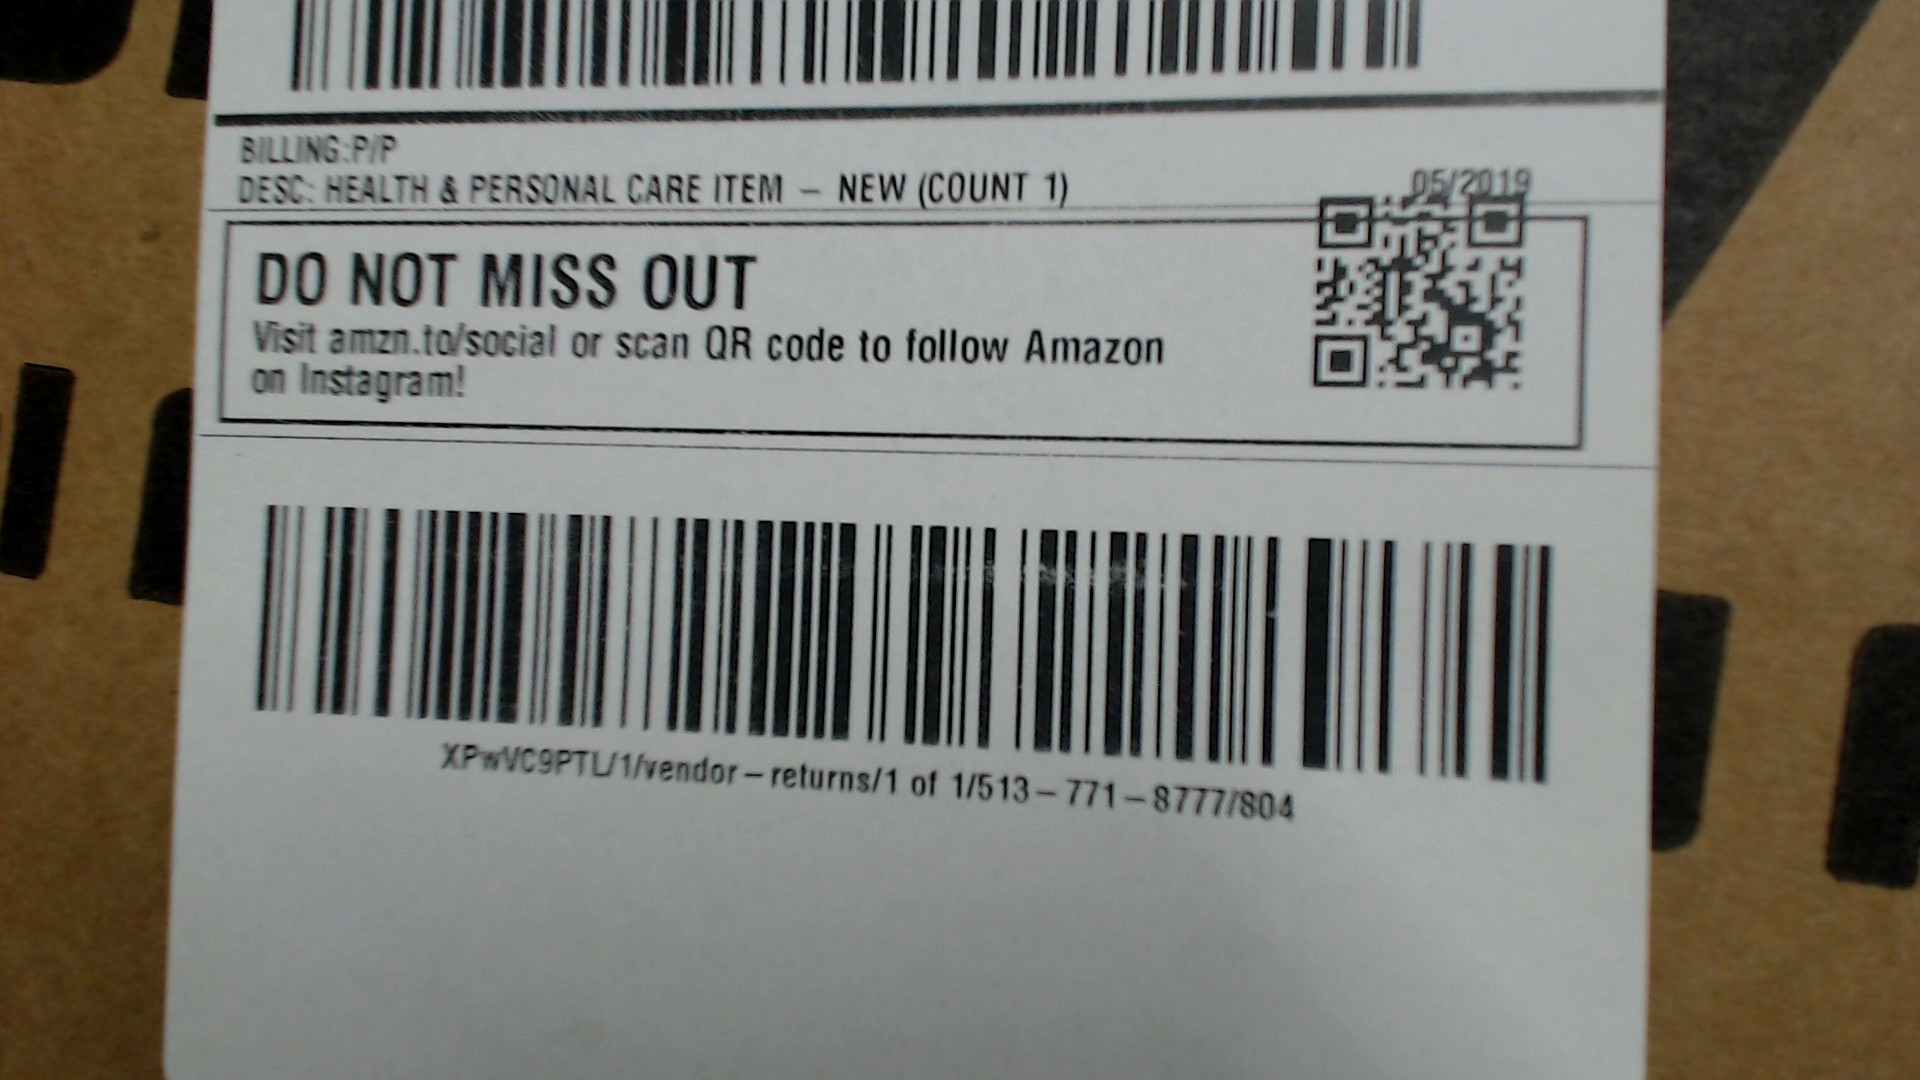 BILLING:P/P
DESC: HEALTH & PERSONAL CARE ITEM – NEW (COUNT 1)
05/2019
DO NOT MISS OUT
Visit amzn.to/social or scan QR code to follow Amazon
on Instagram!
XPwVC9PTL/1/vendor–returns/1 of 1/513–771–8777/804